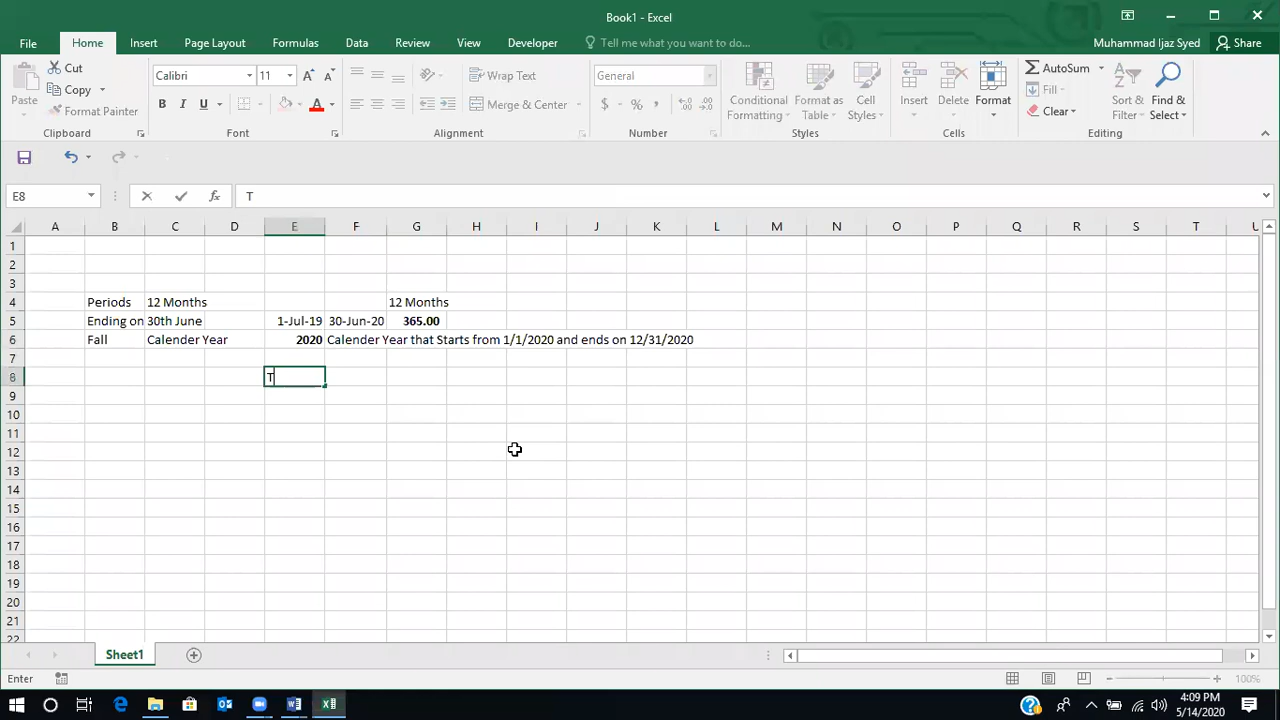 Book1 - Excel
File Home Insert Page Layout Formulas Data Review View Developer Tell me what you want to do... Muhammad Ijaz Syed Share
Paste Cut Copy Format Painter Clipboard
Calibri 11 A A B I U A Font
Wrap Text Merge & Center Alignment
General $ % , Number
Conditional Formatting Format as Table Cell Styles Styles
Insert Delete Format Cells
AutoSum Fill Clear Sort & Filter Find & Select Editing
E8 fx T
A B C D E F G H I J K L M N O P Q R S T U
1
2
3
4 Periods 12 Months 12 Months
5 Ending on 30th June 1-Jul-19 30-Jun-20 365.00
6 Fall Calender Year 2020 Calender Year that Starts from 1/1/2020 and ends on 12/31/2020
7
8 T
9
10
11
12
13
14
15
16
17
18
19
20
21
22
Sheet1
Enter 100%
4:09 PM
5/14/2020